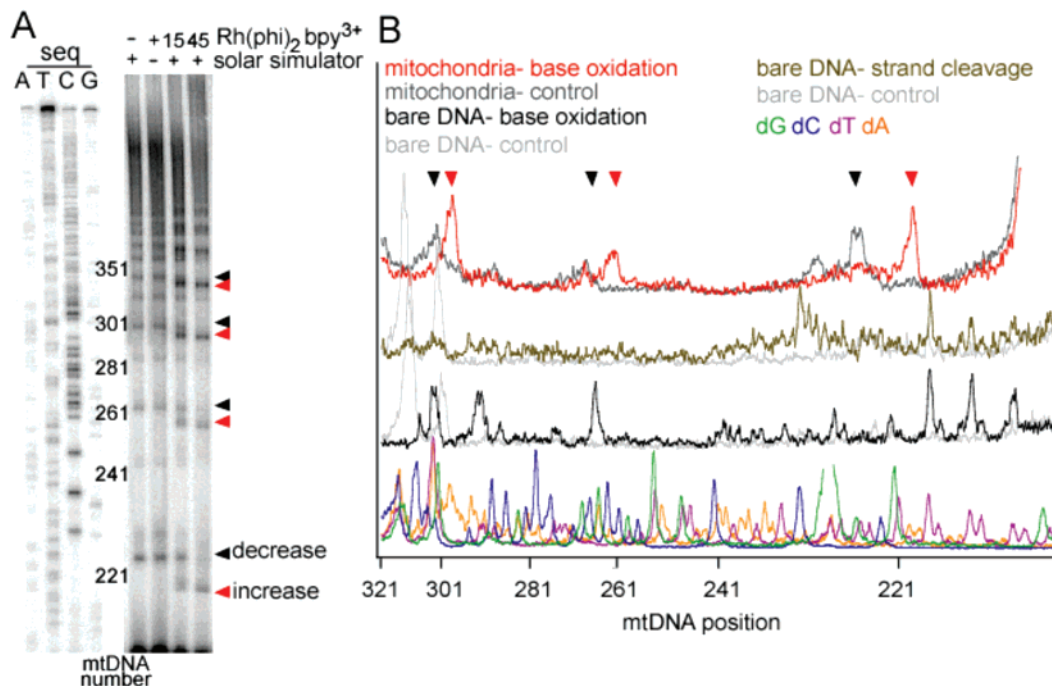 A
seq
A T C G
- + 15 45 Rh(phi)2 bpy3+
+ - + + solar simulator
351
301
281
261
241
221
decrease
increase
mtDNA
number
B
mitochondria- base oxidation
mitochondria- control
bare DNA- base oxidation
bare DNA- control
bare DNA- strand cleavage
bare DNA- control
dG dC dT dA
321 301 281 261 241 221
mtDNA position